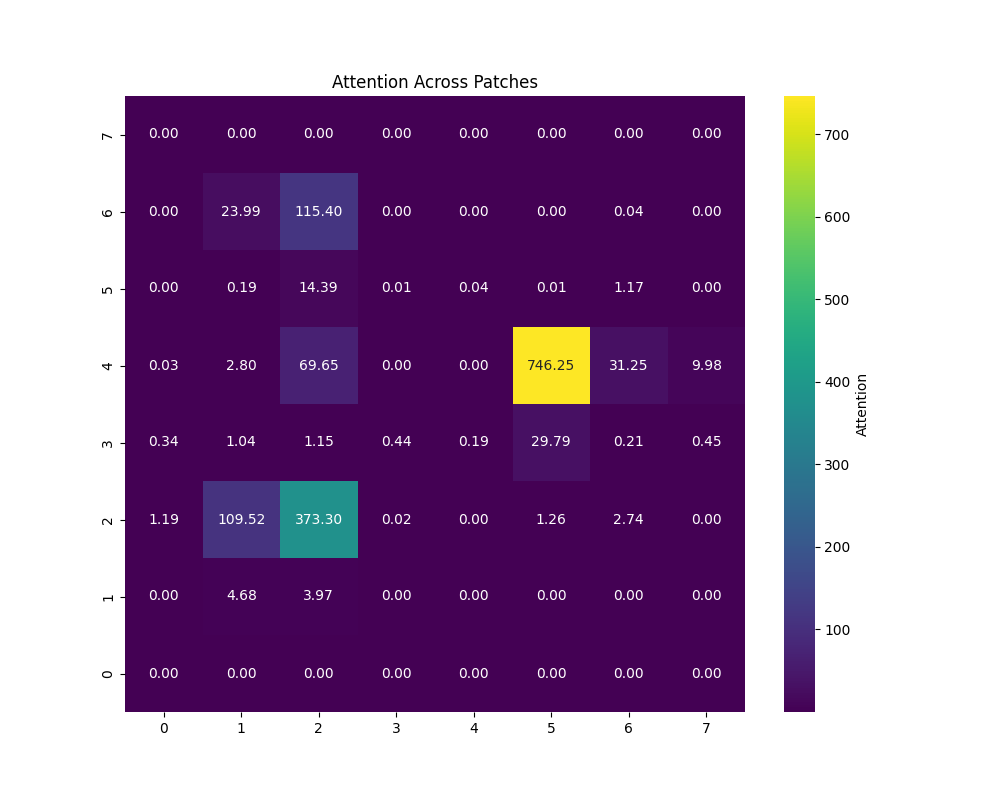 Attention Across Patches
7 0.00 0.00 0.00 0.00 0.00 0.00 0.00 0.00
6 0.00 23.99 115.40 0.00 0.00 0.00 0.04 0.00
5 0.00 0.19 14.39 0.01 0.04 0.01 1.17 0.00
4 0.03 2.80 69.65 0.00 0.00 746.25 31.25 9.98
3 0.34 1.04 1.15 0.44 0.19 29.79 0.21 0.45
2 1.19 109.52 373.30 0.02 0.00 1.26 2.74 0.00
1 0.00 4.68 3.97 0.00 0.00 0.00 0.00 0.00
0 0.00 0.00 0.00 0.00 0.00 0.00 0.00 0.00
0 1 2 3 4 5 6 7
700
600
500
400
300
200
100
Attention